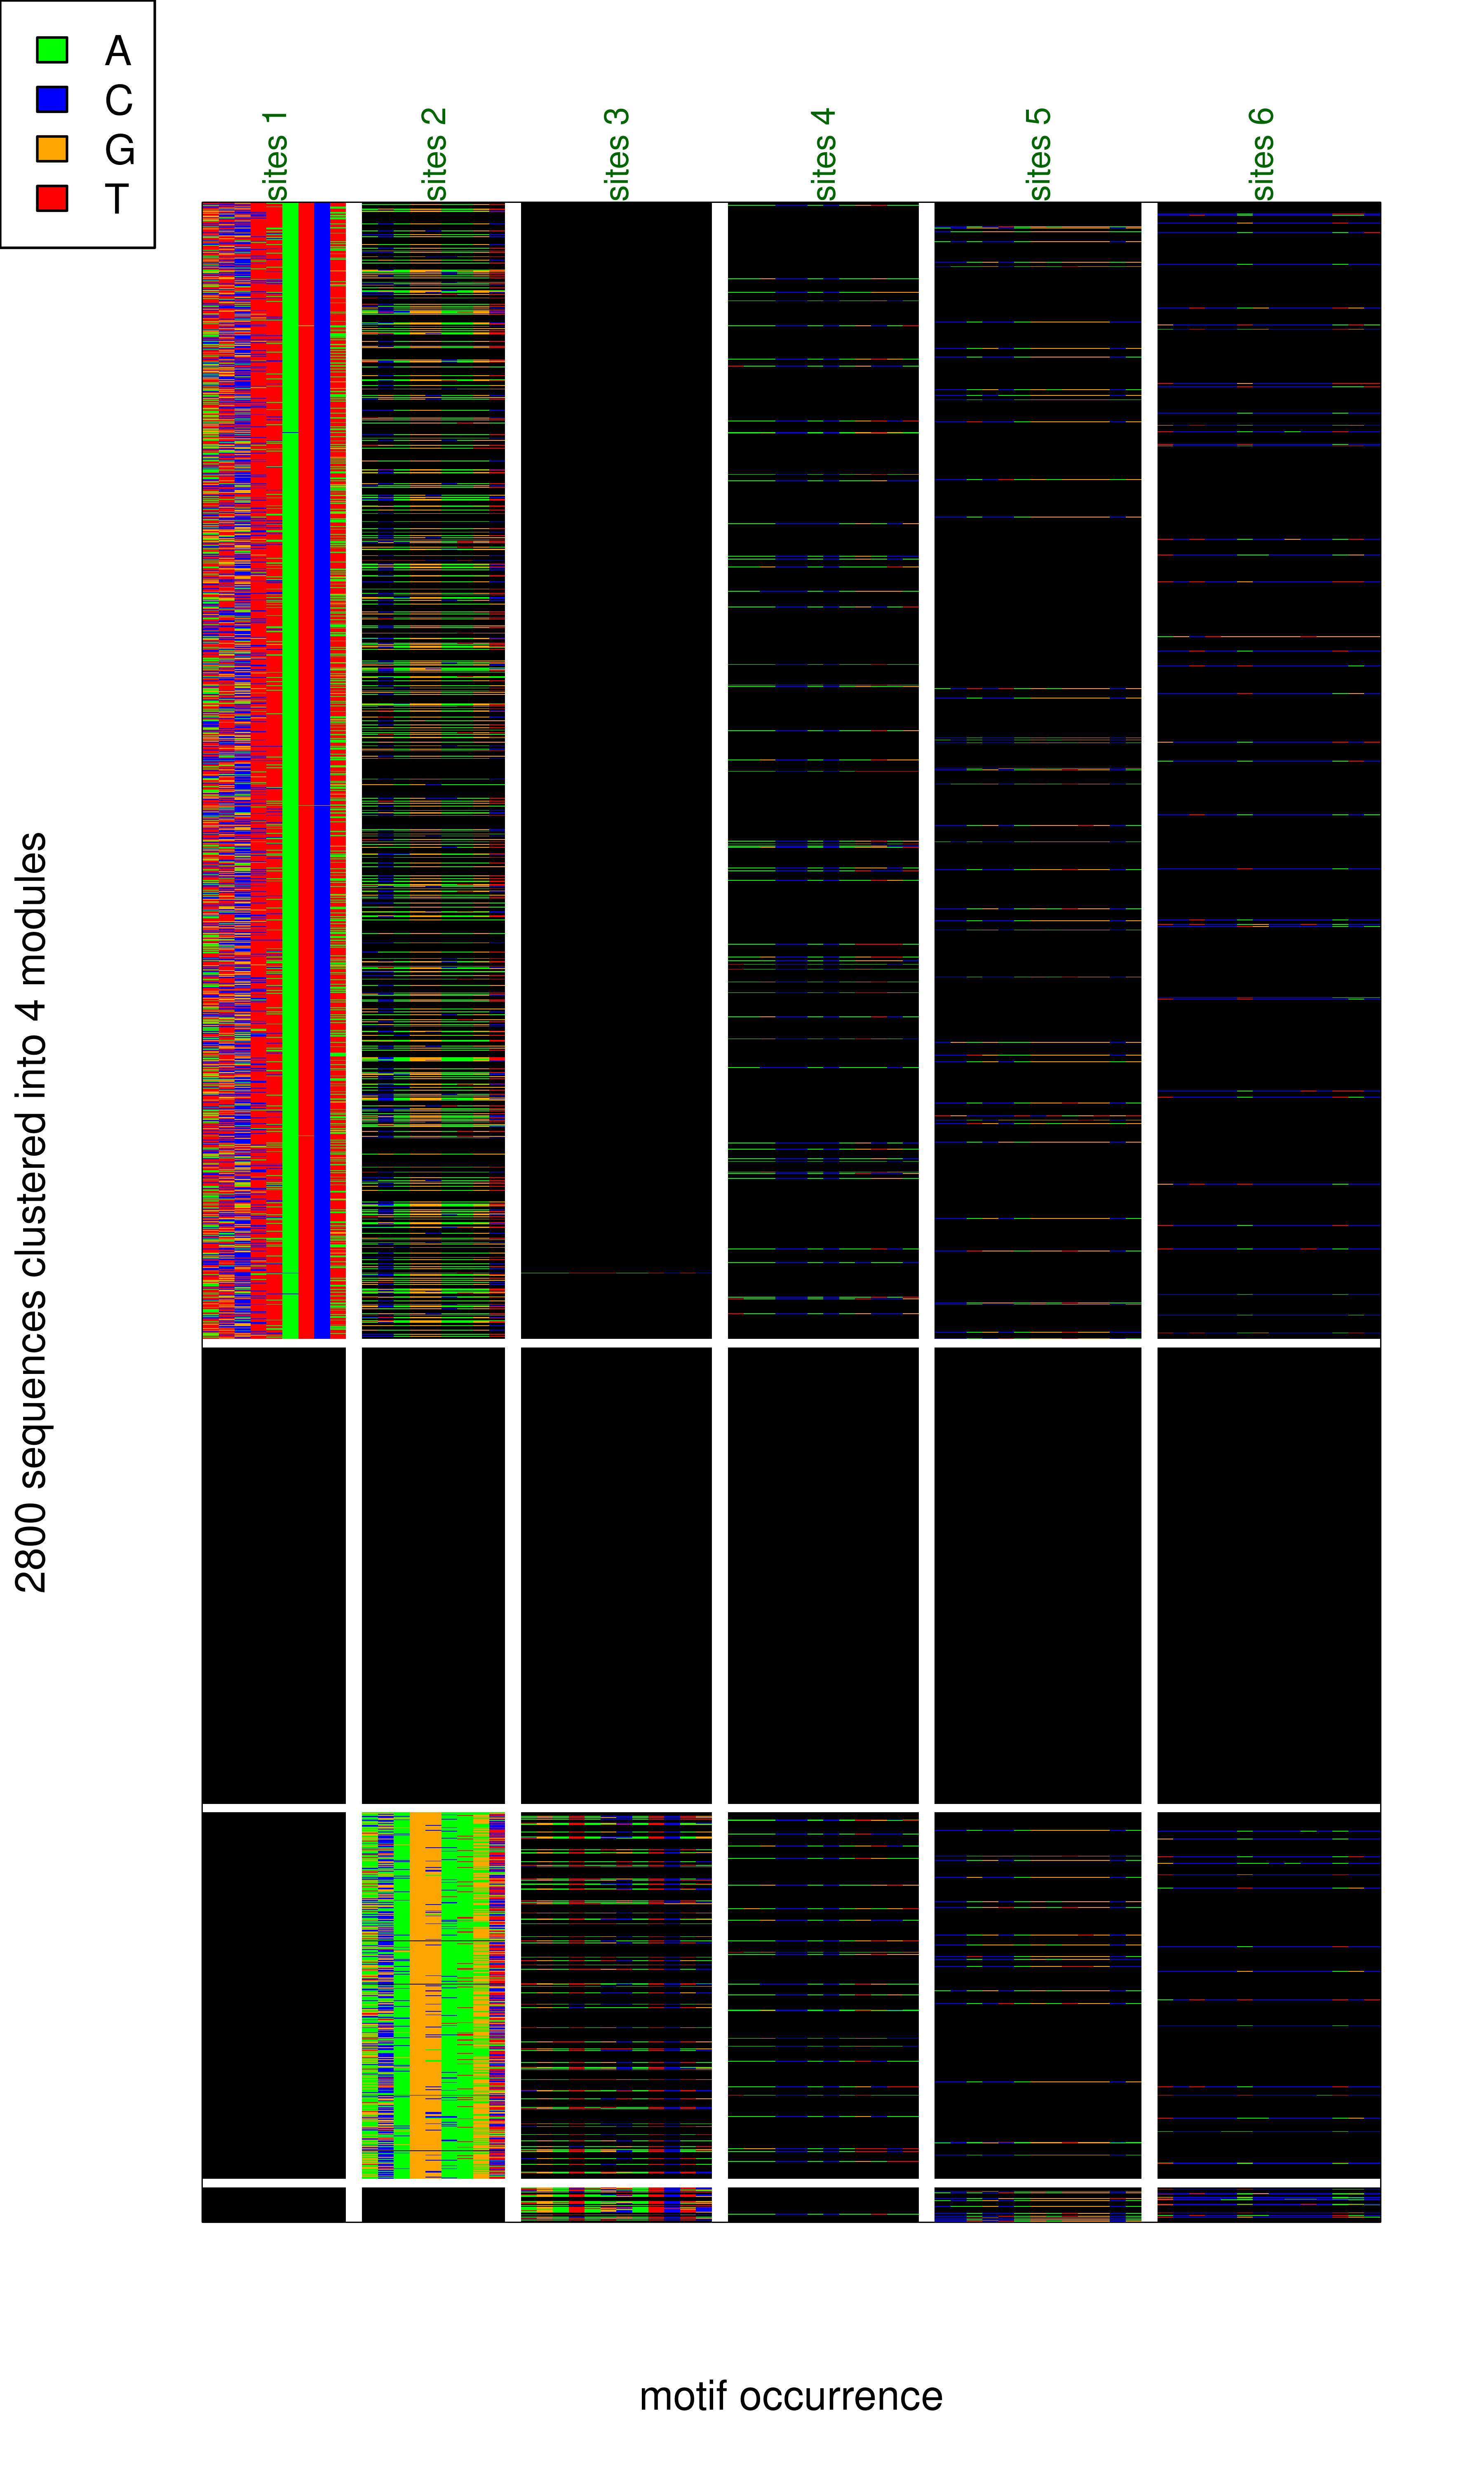 A
C
G
T
sites 1
sites 2
sites 3
sites 4
sites 5
sites 6
2800 sequences clustered into 4 modules
motif occurrence